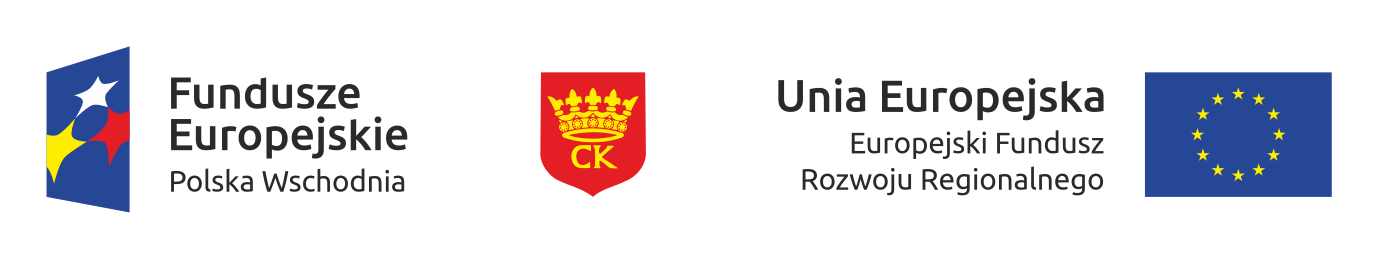 Fundusze
Europejskie
Polska Wschodnia
CK
Unia Europejska
Europejski Fundusz
Rozwoju Regionalnego